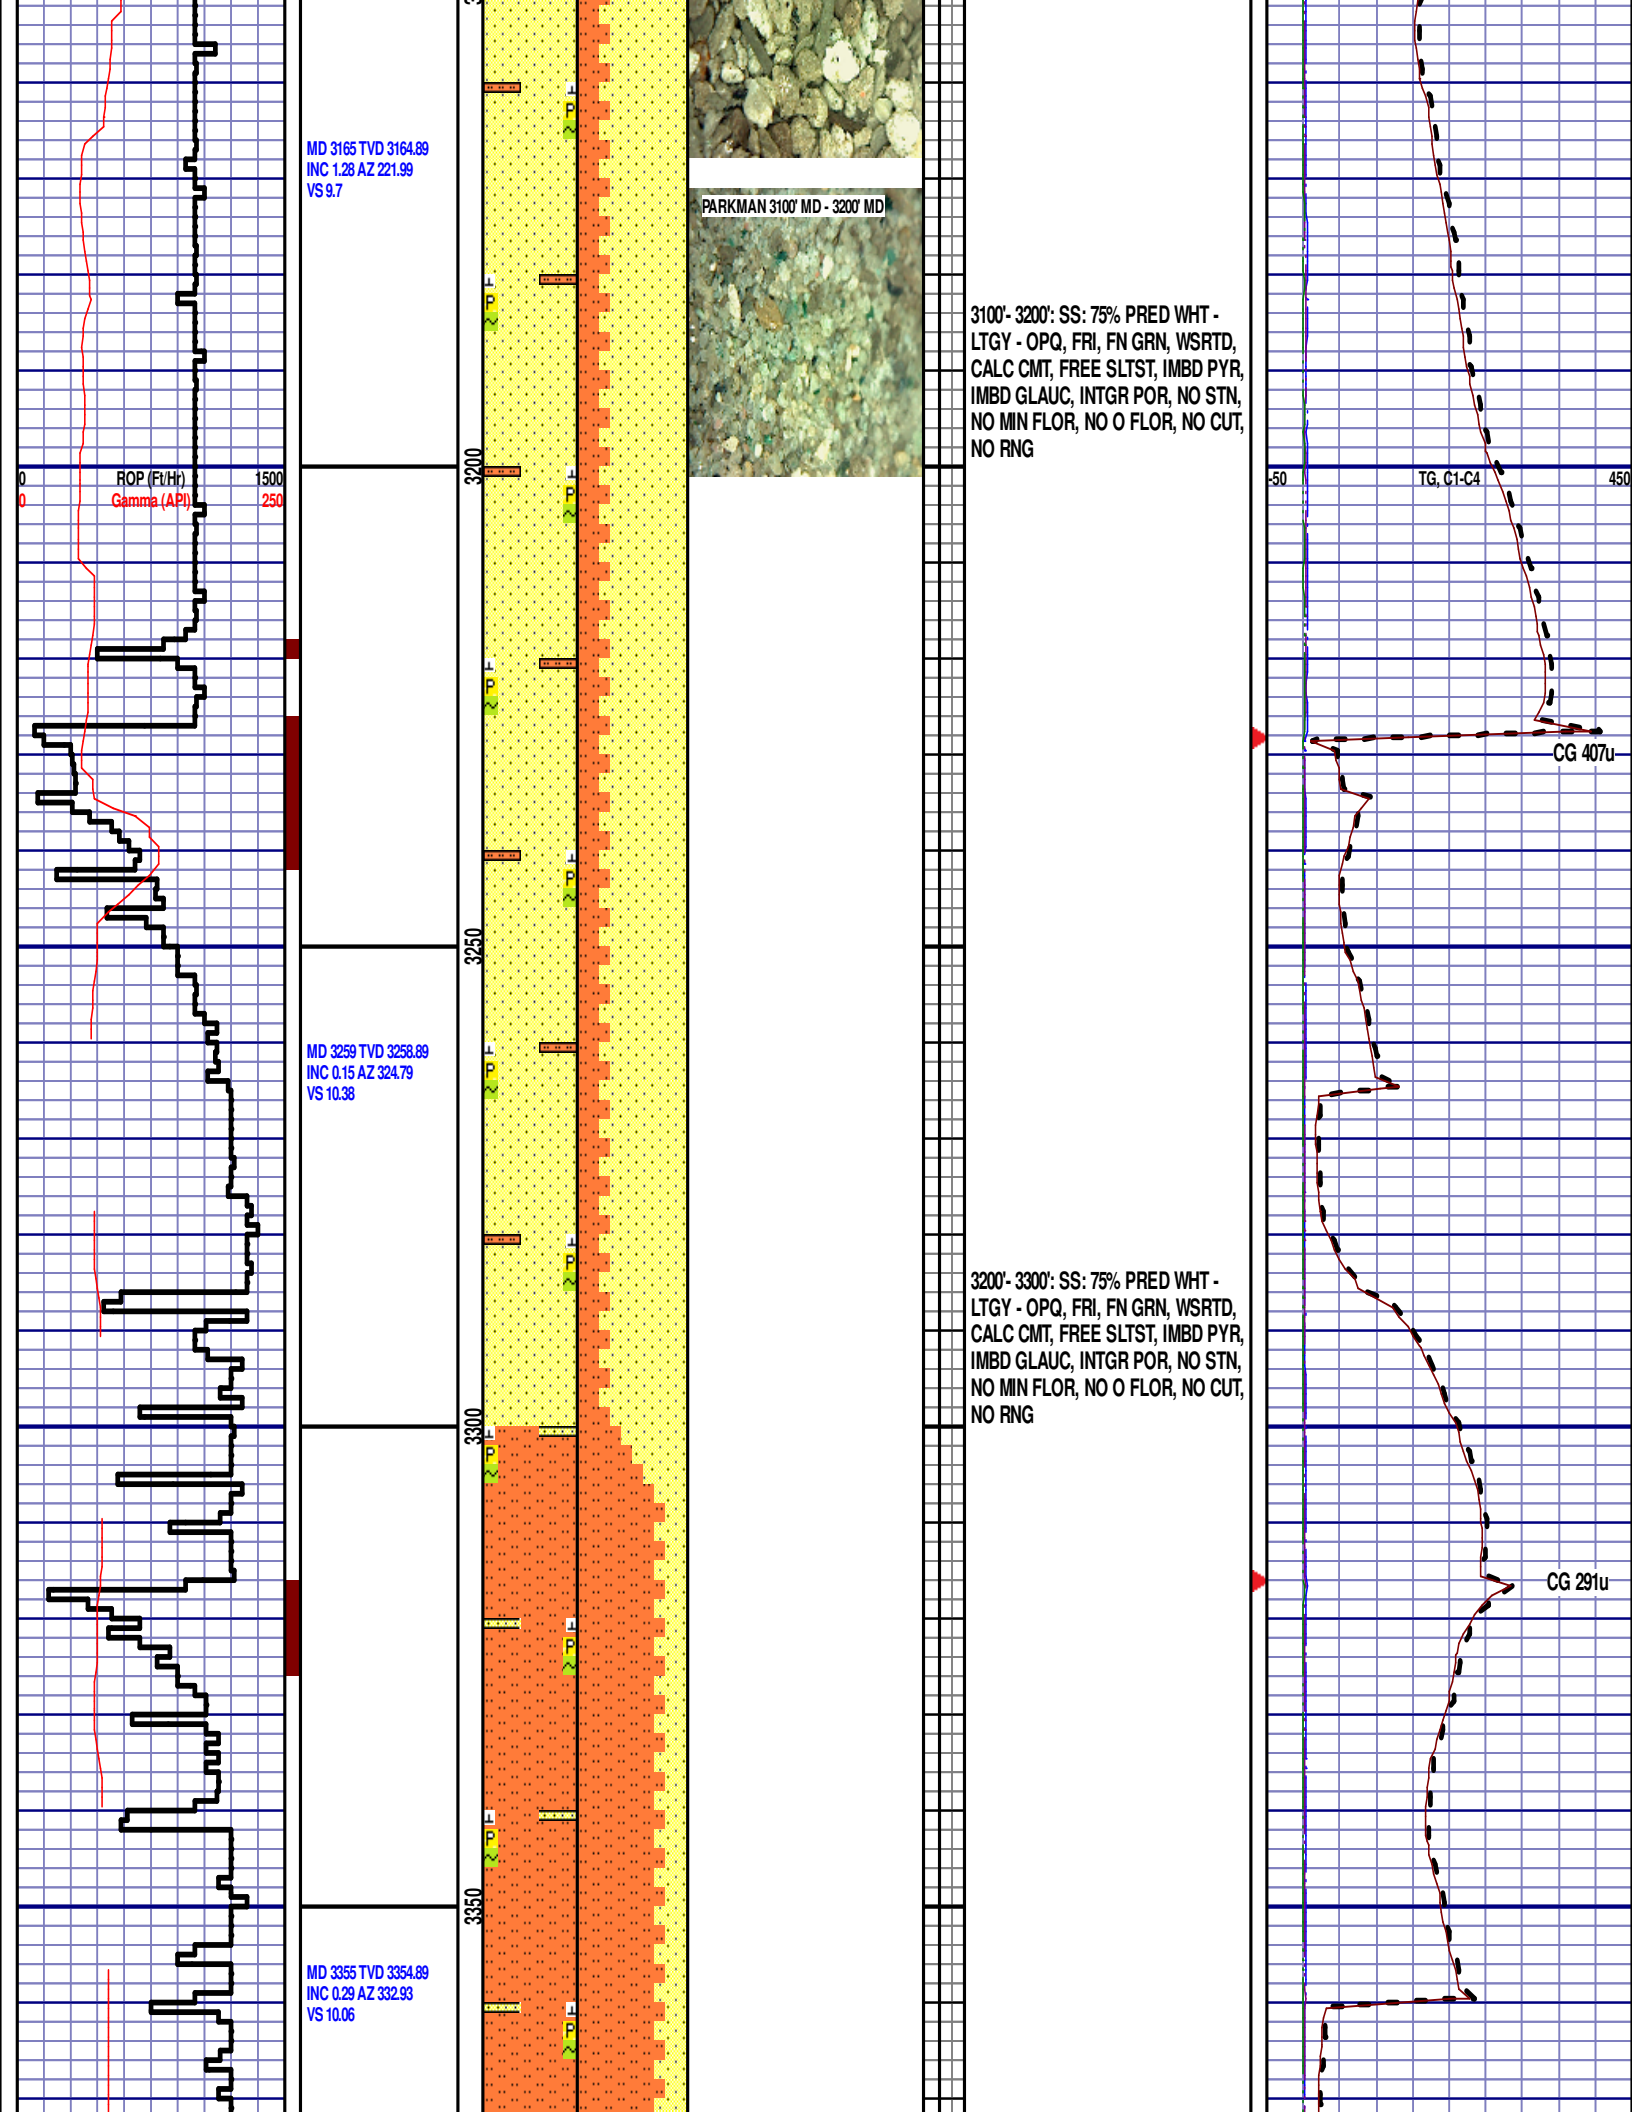 MD 3165 TVD 3164.89
INC 1.28 AZ 221.99
VS 9.7
PARKMAN 3100' MD - 3200' MD
3100'- 3200': SS: 75% PRED WHT -
LTGY - OPQ, FRI, FN GRN, WSRTD,
CALC CMT, FREE SLTST, IMBD PYR,
IMBD GLAUC, INTGR POR, NO STN,
NO MIN FLOR, NO O FLOR, NO CUT,
NO RNG
3200
0 ROP (Ft/Hr) 1500
0 Gamma (API) 250
-50 TG, C1-C4 450
CG 407u
3250
MD 3259 TVD 3258.89
INC 0.15 AZ 324.79
VS 10.38
3200'- 3300': SS: 75% PRED WHT -
LTGY - OPQ, FRI, FN GRN, WSRTD,
CALC CMT, FREE SLTST, IMBD PYR,
IMBD GLAUC, INTGR POR, NO STN,
NO MIN FLOR, NO O FLOR, NO CUT,
NO RNG
3300
CG 291u
3350
MD 3355 TVD 3354.89
INC 0.29 AZ 332.93
VS 10.06
P
P
P
P
P
P
P
P
P
P
P